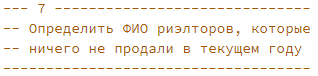 --- 7 ------------------------------
-- Определить ФИО риэлторов, которые
-- ничего не продали в текущем году
------------------------------------